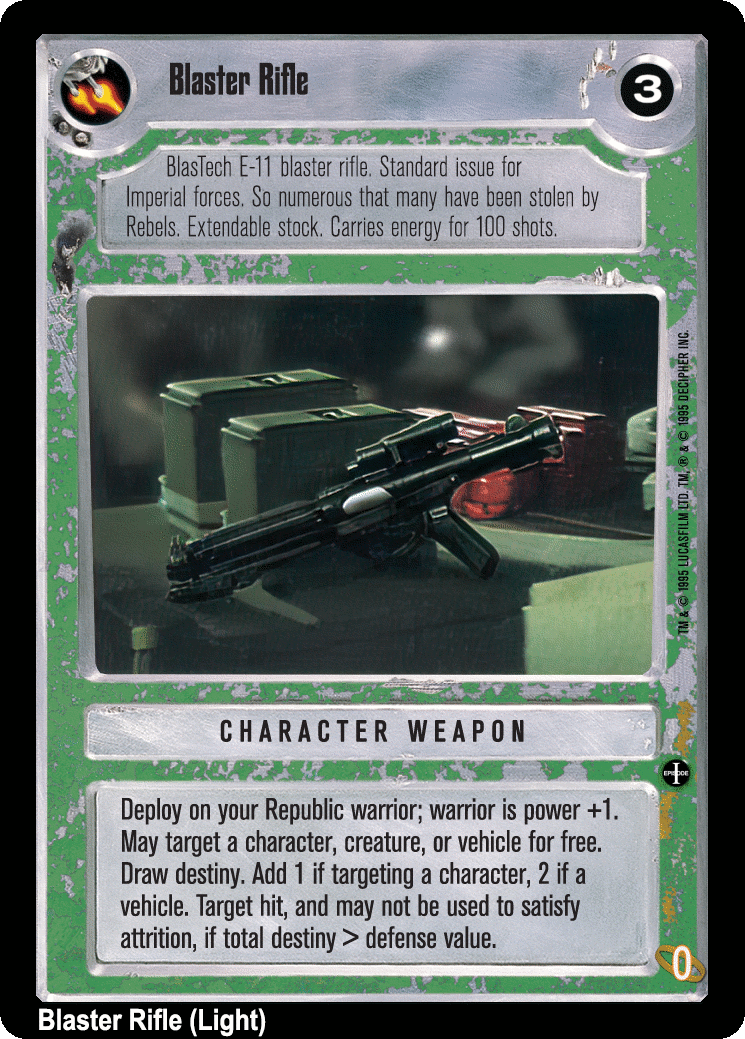 Blaster Rifle
3
BlasTech E-11 blaster rifle. Standard issue for
Imperial forces. So numerous that many have been stolen by
Rebels. Extendable stock. Carries energy for 100 shots.
TM & © 1995 LUCASFILM LTD. TM, ® & © 1995 DECIPHER INC.
CHARACTER WEAPON
EPISODE
I
Deploy on your Republic warrior; warrior is power +1.
May target a character, creature, or vehicle for free.
Draw destiny. Add 1 if targeting a character, 2 if a
vehicle. Target hit, and may not be used to satisfy
attrition, if total destiny > defense value.
0
Blaster Rifle (Light)